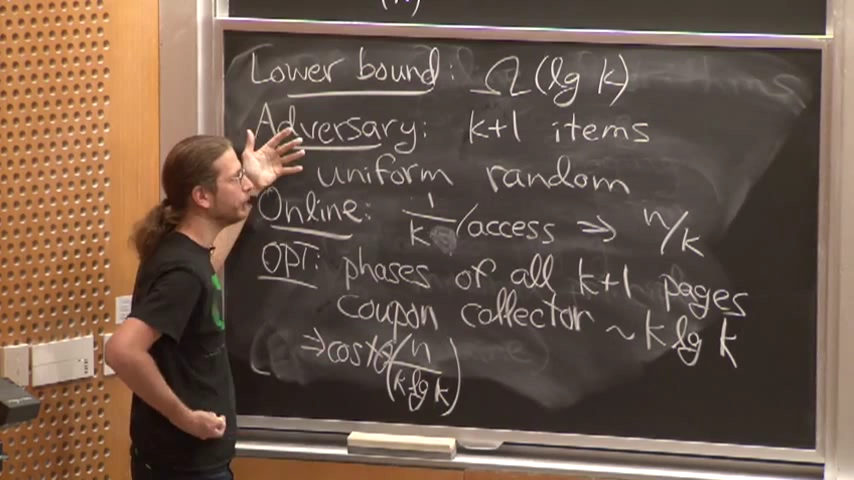 Lower bound: Ω(lg k)
Adversary: k+1 items
uniform random
Online: 1/k /access ⇒ n/k
OPT: phases of all k+1 pages
coupon collector ~ k lg k
⇒ cost Θ(n/(k lg k))